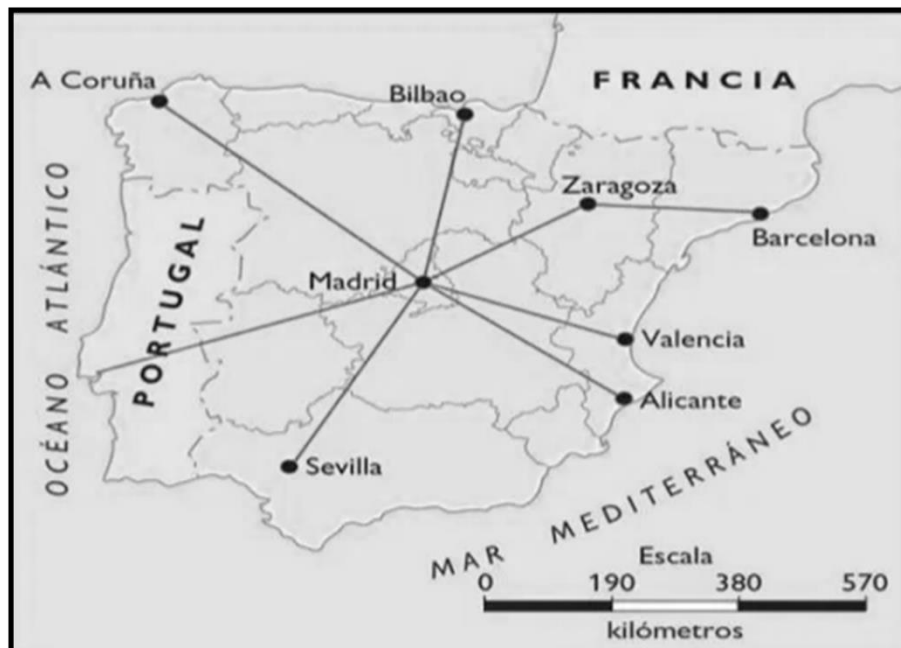 A Coruña
Bilbao
FRANCIA
Zaragoza
Barcelona
Madrid
OCÉANO ATLÁNTICO
PORTUGAL
Valencia
Alicante
Sevilla
MAR MEDITERRÁNEO
Escala
0 190 380 570
kilómetros